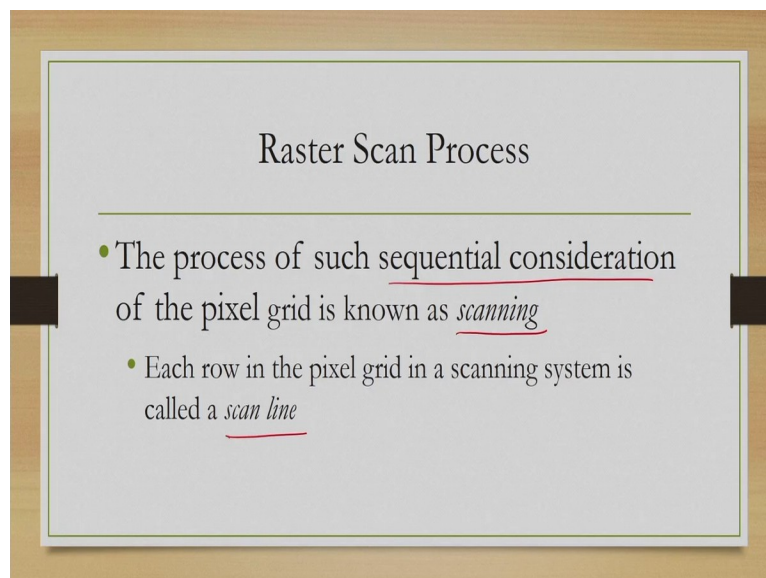 Raster Scan Process
• The process of such sequential consideration
of the pixel grid is known as scanning
• Each row in the pixel grid in a scanning system is
called a scan line